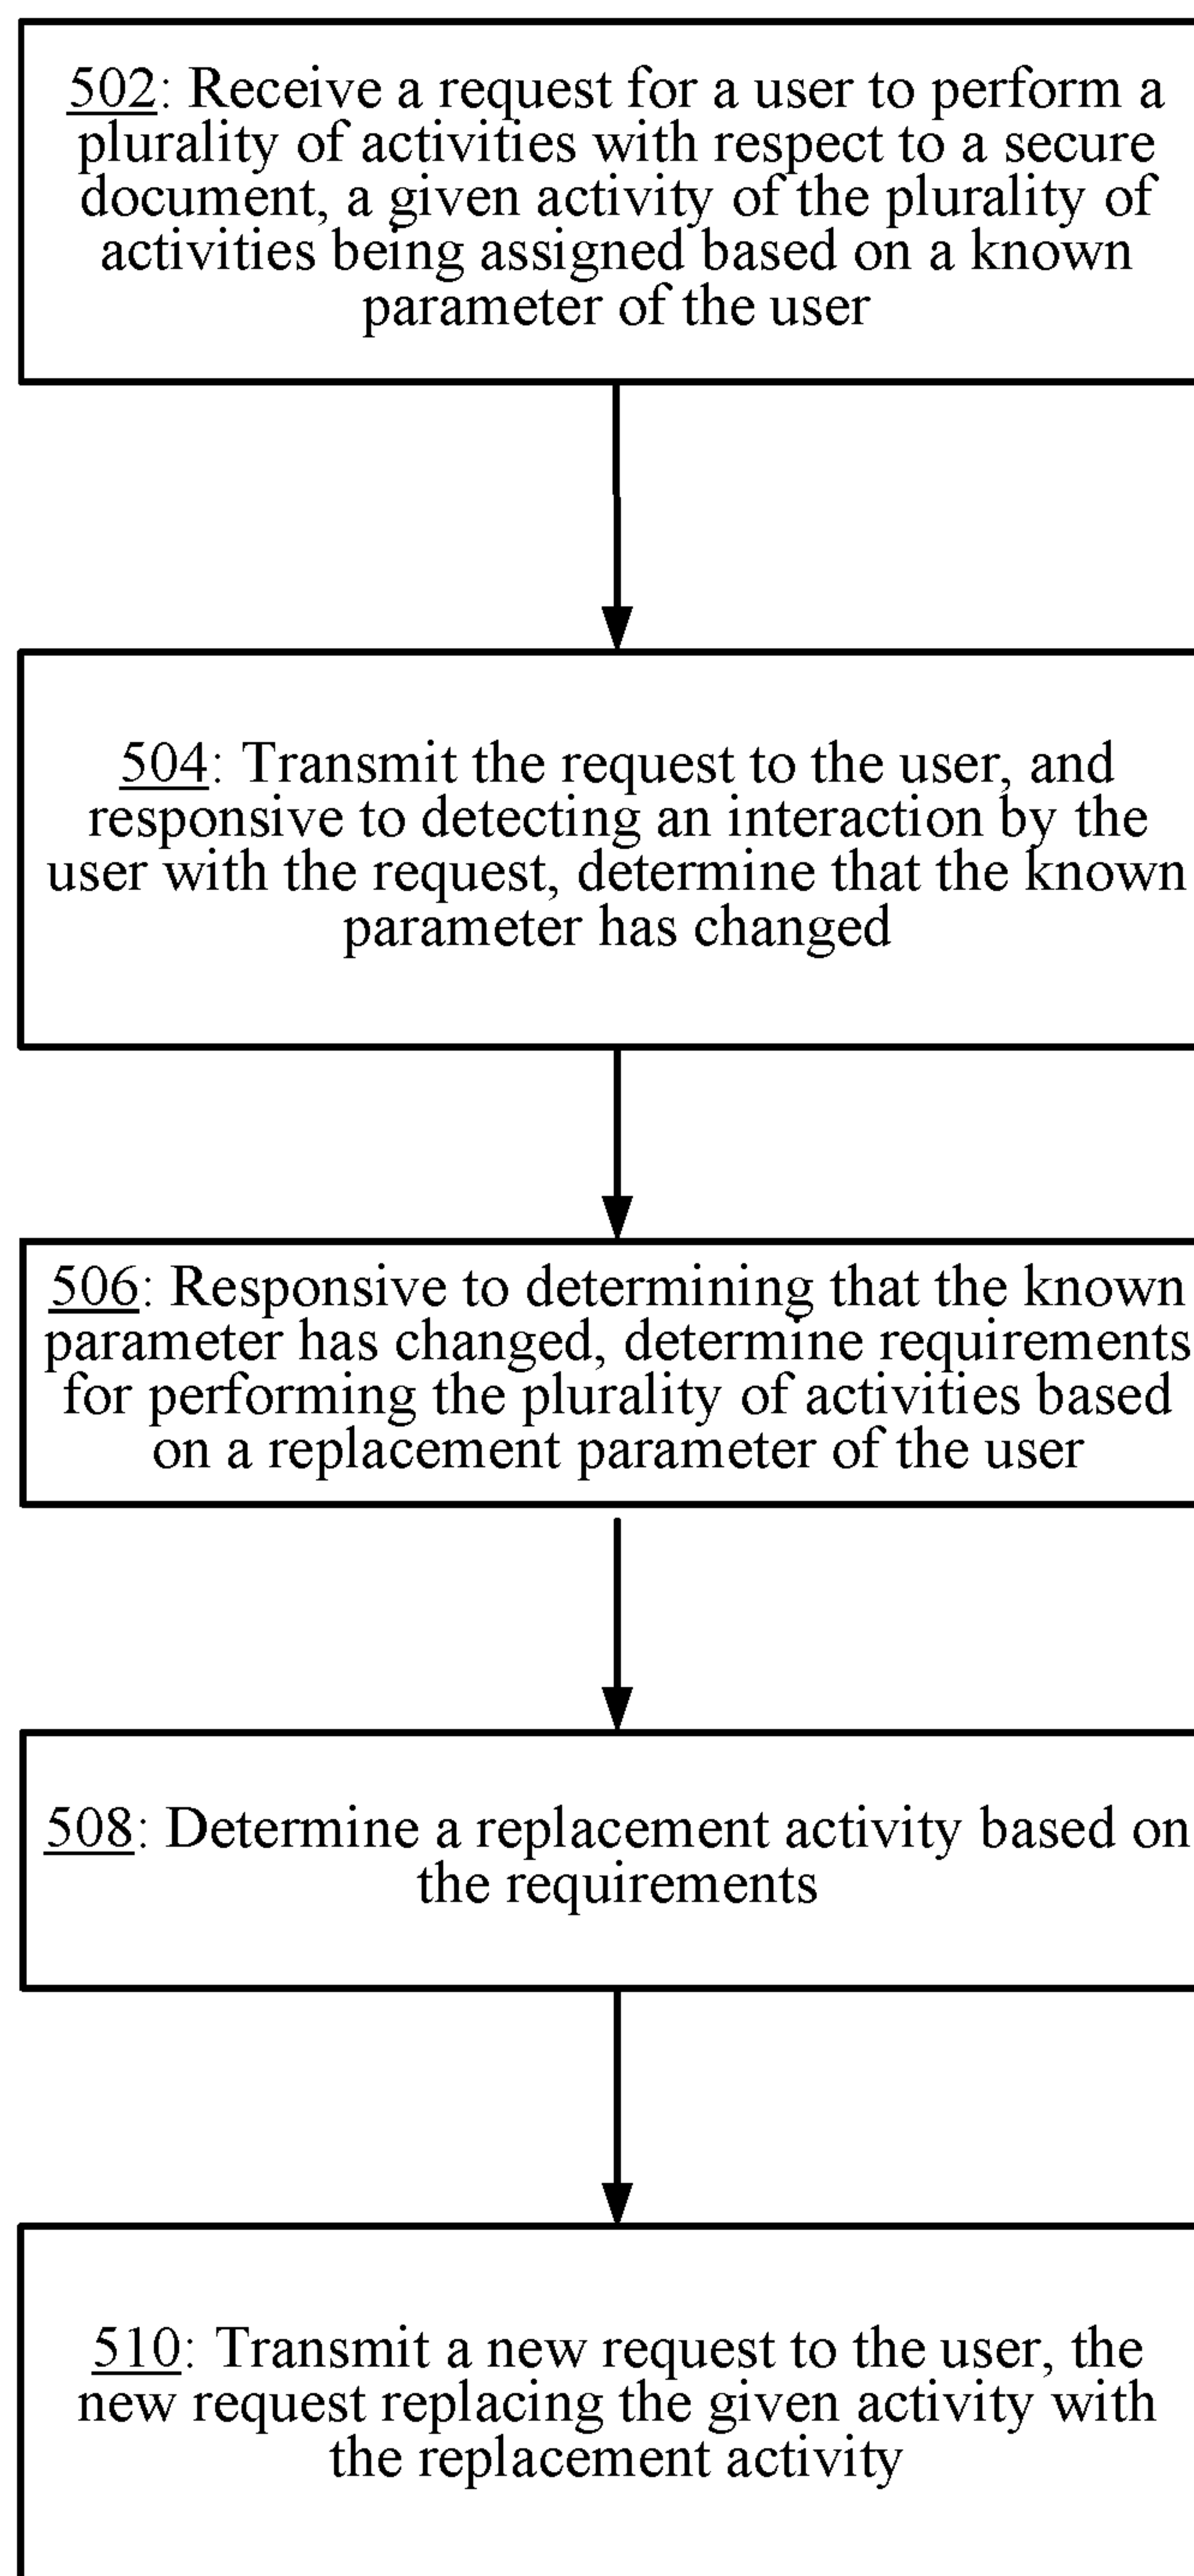 502: Receive a request for a user to perform a
plurality of activities with respect to a secure
document, a given activity of the plurality of
activities being assigned based on a known
parameter of the user
504: Transmit the request to the user, and
responsive to detecting an interaction by the
user with the request, determine that the known
parameter has changed
506: Responsive to determining that the known
parameter has changed, determine requirements
for performing the plurality of activities based
on a replacement parameter of the user
508: Determine a replacement activity based on
the requirements
510: Transmit a new request to the user, the
new request replacing the given activity with
the replacement activity